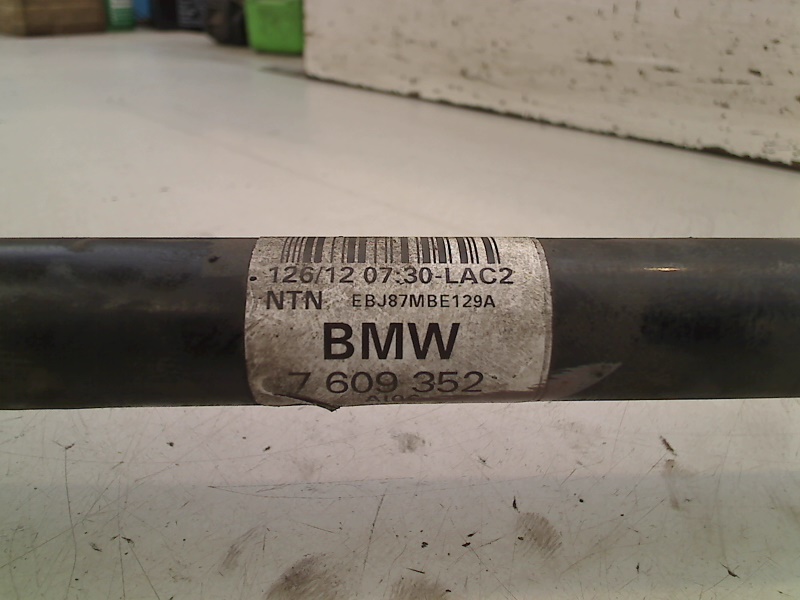 126/12 07:30-LAC2
NTN. EBJ87MBE129A
BMW
7 609 352